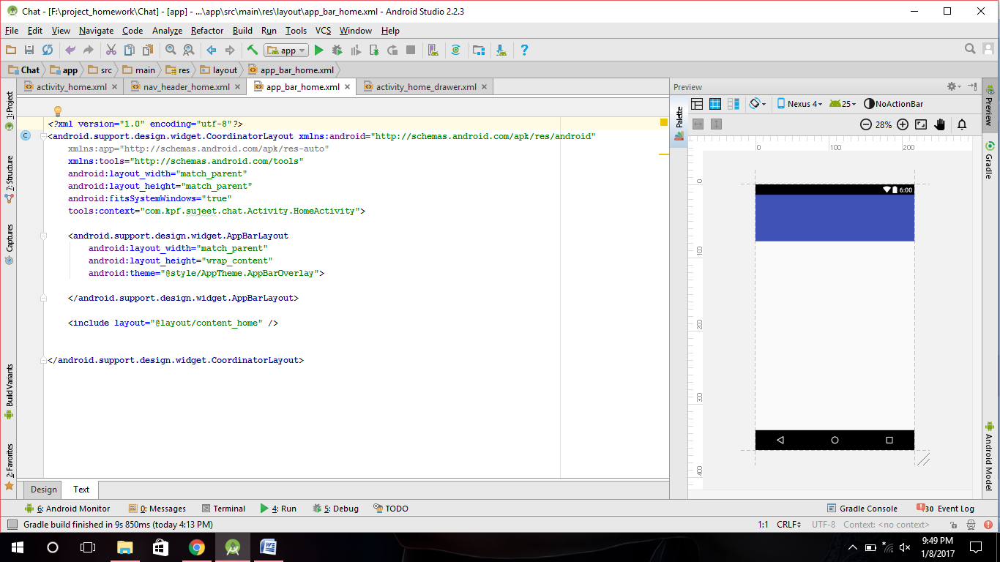 Chat - [F:\project_homework\Chat] - [app] - ...\app\src\main\res\layout\app_bar_home.xml - Android Studio 2.2.3
File Edit View Navigate Code Analyze Refactor Build Run Tools VCS Window Help
app
Chat app src main res layout app_bar_home.xml
activity_home.xml nav_header_home.xml app_bar_home.xml activity_home_drawer.xml
<?xml version="1.0" encoding="utf-8"?>
<android.support.design.widget.CoordinatorLayout xmlns:android="http://schemas.android.com/apk/res/android"
xmlns:app="http://schemas.android.com/apk/res-auto"
xmlns:tools="http://schemas.android.com/tools"
android:layout_width="match_parent"
android:layout_height="match_parent"
android:fitsSystemWindows="true"
tools:context="com.kpf.sujeet.chat.Activity.HomeActivity">
<android.support.design.widget.AppBarLayout
android:layout_width="match_parent"
android:layout_height="wrap_content"
android:theme="@style/AppTheme.AppBarOverlay">
</android.support.design.widget.AppBarLayout>
<include layout="@layout/content_home" />
</android.support.design.widget.CoordinatorLayout>
Design Text
1: Project
7: Structure
Captures
Build Variants
2: Favorites
C
Preview
Palette
Nexus 4 25 NoActionBar
28%
0 100 200
0
100
200
300
400
6:00
Preview
Gradle
Android Model
6: Android Monitor 0: Messages Terminal 4: Run 5: Debug TODO
Gradle Console 30 Event Log
Gradle build finished in 9s 850ms (today 4:13 PM)
1:1 CRLF UTF-8 Context: <no context>
9:49 PM
1/8/2017